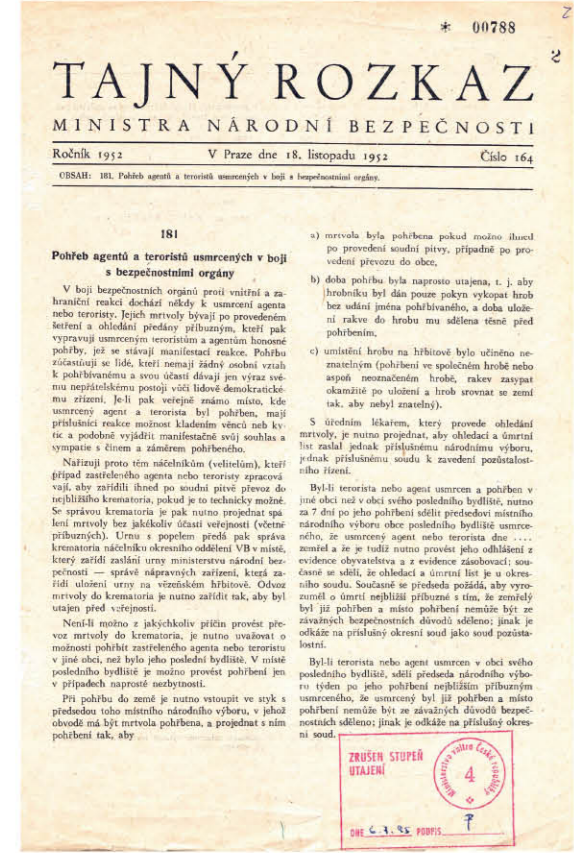 2
* 00788
2
TAJNÝ ROZKAZ
MINISTRA NÁRODNÍ BEZPEČNOSTI
Ročník 1952 V Praze dne 18. listopadu 1952 Číslo 164
OBSAH: 181. Pohřeb agentů a teroristů usmrcených v boji s bezpečnostními orgány.
181
Pohřeb agentů a teroristů usmrcených v boji
s bezpečnostními orgány
V boji bezpečnostních orgánů proti vnitřní a za-
hraniční reakci dochází někdy k usmrcení agenta
nebo teroristy. Jejich mrtvoly bývají po provedeném
šetření a ohledání předány příbuzným, kteří pak
vypravují usmrceným teroristům a agentům honosné
pohřby, jež se stávají manifestací reakce. Pohřbu
zúčastňují se lidé, kteří nemají žádný osobní vztah
k pohřbívanému a svou účastí dávají jen výraz své-
mu nepřátelskému postoji vůči lidově demokratické-
mu zřízení. Je-li pak veřejně známo místo, kde
usmrcený agent a terorista byl pohřben, mají
příslušníci reakce možnost kladením věnců neb ky-
tic a podobně vyjádřit manifestačně svůj souhlas a
sympatie s činem a záměrem pohřbeného.
Nařizuji proto těm náčelníkům (velitelům), kteří
případ zastřeleného agenta nebo teroristy zpracová
vají, aby zařídili ihned po soudní pitvě převoz do
nejbližšího krematoria, pokud je to technicky možné.
Se správou krematoria je pak nutno projednat spá
lení mrtvoly bez jakékoliv účasti veřejnosti (včetně
příbuzných). Urnu s popelem předá pak správa
krematoria náčelníku okresního oddělení VB v místě,
který zařídí zaslání urny ministerstvu národní bez-
pečnosti — správě nápravných zařízení, která za-
řídí uložení urny na vězeňském hřbitově. Odvoz
mrtvoly do krematoria je nutno zařídit tak, aby byl
utajen před veřejností.
Není-li možno z jakýchkoliv příčin provést pře-
voz mrtvoly do krematoria, je nutno uvažovat o
možnosti pohřbít zastřeleného agenta nebo teroristu
v jiné obci, než bylo jeho poslední bydliště. V místě
posledního bydliště je možno provést pohřbení jen
v případech naprosté nezbytnosti.
Při pohřbu do země je nutno vstoupit ve styk s
předsedou toho místního národního výboru, v jehož
obvodě má být mrtvola pohřbena, a projednat s ním
pohřbení tak, aby
a) mrtvola byla pohřbena pokud možno ihned
po provedení soudní pitvy, případně po pro-
vedení převozu do obce,
b) doba pohřbu byla naprosto utajena, t. j. aby
hrobníku byl dán pouze pokyn vykopat hrob
bez udání jména pohřbívaného, a doba ulože-
ní rakve do hrobu mu sdělena těsně před
pohřbením,
c) umístění hrobu na hřbitově bylo učiněno ne-
znatelným (pohřbení ve společném hrobě nebo
aspoň neoznačeném hrobě, rakev zasypat
okamžitě po uložení a hrob srovnat se zemí
tak, aby nebyl znatelný).
S úředním lékařem, který provede ohledání
mrtvoly, je nutno projednat, aby ohledací a úmrtní
list zaslal jednak příslušnému národnímu výboru,
jednak příslušnému soudu k zavedení pozůstalost-
ního řízení.
Byl-li terorista nebo agent usmrcen a pohřben v
jiné obci než v obci svého posledního bydliště, nutno
za 7 dní po jeho pohřbení sdělit předsedovi místního
národního výboru obce posledního bydliště usmrce-
ného, že usmrcený agent nebo terorista dne ....
zemřel a že je tudíž nutno provést jeho odhlášení z
evidence obyvatelstva a z evidence zásobovací; sou-
časně se sdělí, že ohledací a úmrtní list je u okres-
ního soudu. Současně se předseda požádá, aby vyro-
zuměl o úmrtí nejbližší příbuzné s tím, že zemřelý
byl již pohřben a místo pohřbení nemůže být ze
závažných bezpečnostních důvodů sděleno; jinak je
odkáže na příslušný okresní soud jako soud pozůsta-
lostní.
Byl-li terorista nebo agent usmrcen v obci svého
posledního bydliště, sdělí předseda národního výbo-
ru týden po jeho pohřbení nejbližším příbuzným
usmrceného, že usmrcený byl již pohřben a místo
pohřbení nemůže být ze závažných důvodů bezpeč-
nostních sděleno; jinak je odkáže na příslušný okres-
ní soud.
ZRUŠEN STUPEŇ
UTAJENÍ
Ministerstvo vnitra České republiky
4
DNE 6.7.95 PODPIS